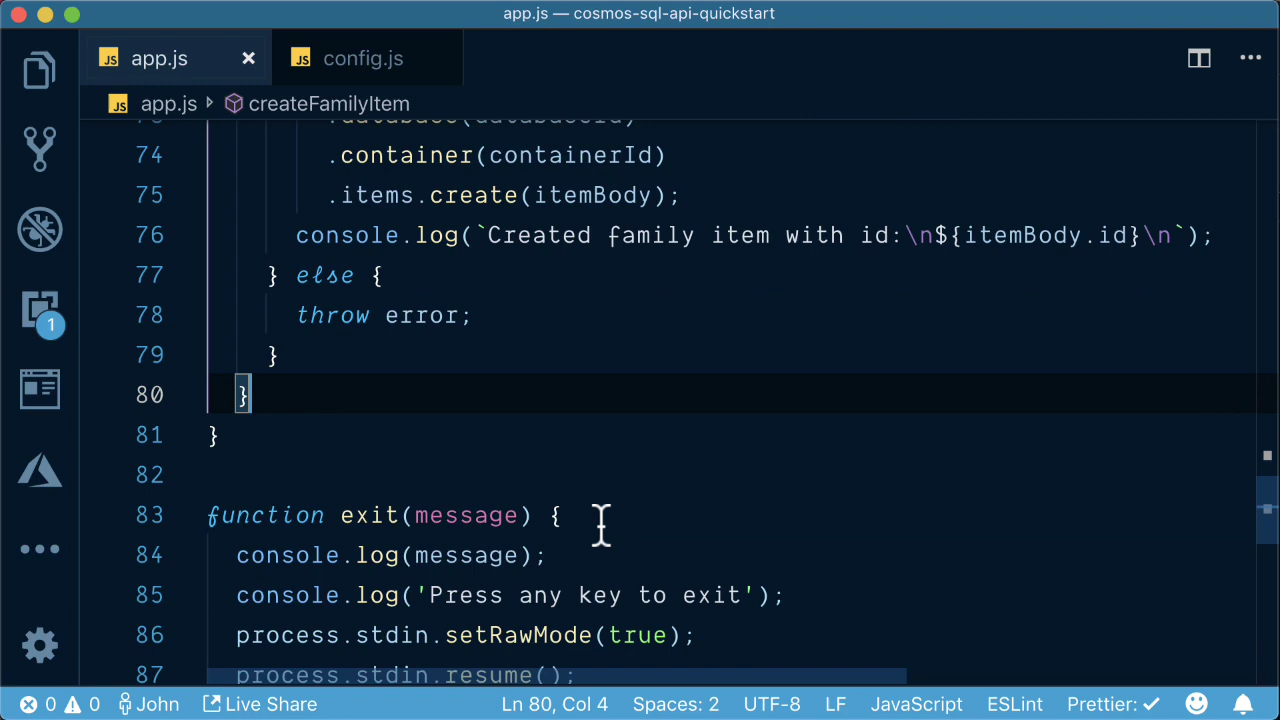 app.js — cosmos-sql-api-quickstart
JS app.js × JS config.js
JS app.js createFamilyItem
.database(databaseId)
74 .container(containerId)
75 .items.create(itemBody);
76 console.log(`Created family item with id:\n${itemBody.id}\n`);
77 } else {
78 throw error;
79 }
80 }
81 }
82
83 function exit(message) {
84 console.log(message);
85 console.log('Press any key to exit');
86 process.stdin.setRawMode(true);
87 process.stdin.resume();
1
0 0 John Live Share Ln 80, Col 4 Spaces: 2 UTF-8 LF JavaScript ESLint Prettier: ✓